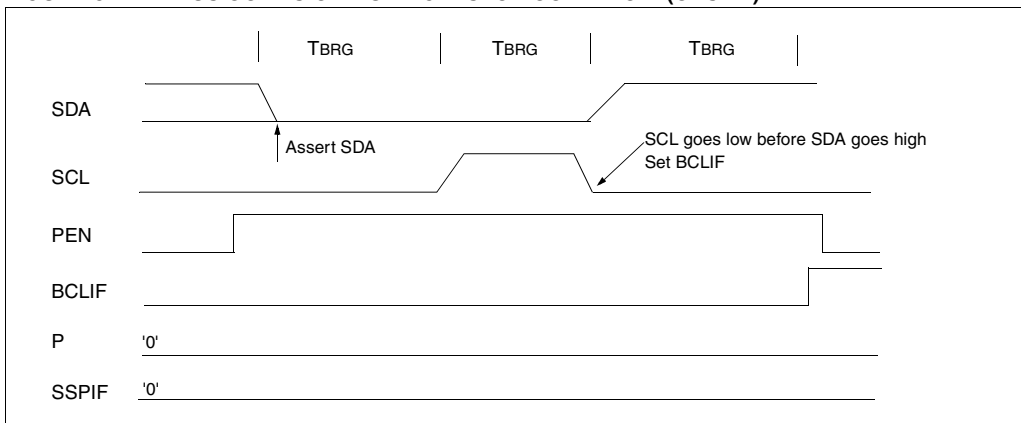 TBRG TBRG TBRG
SDA
Assert SDA
SCL goes low before SDA goes high
Set BCLIF
SCL
PEN
BCLIF
P '0'
SSPIF '0'